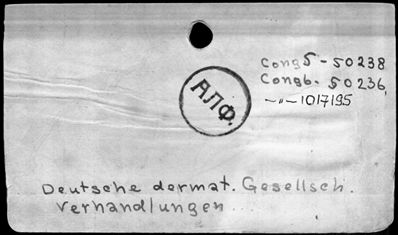 Cong5 - 50238
Cong6. 50236,
—„— 1017195
АЛФ.
Deutsche dermat. Gesellsch.
Verhandlungen